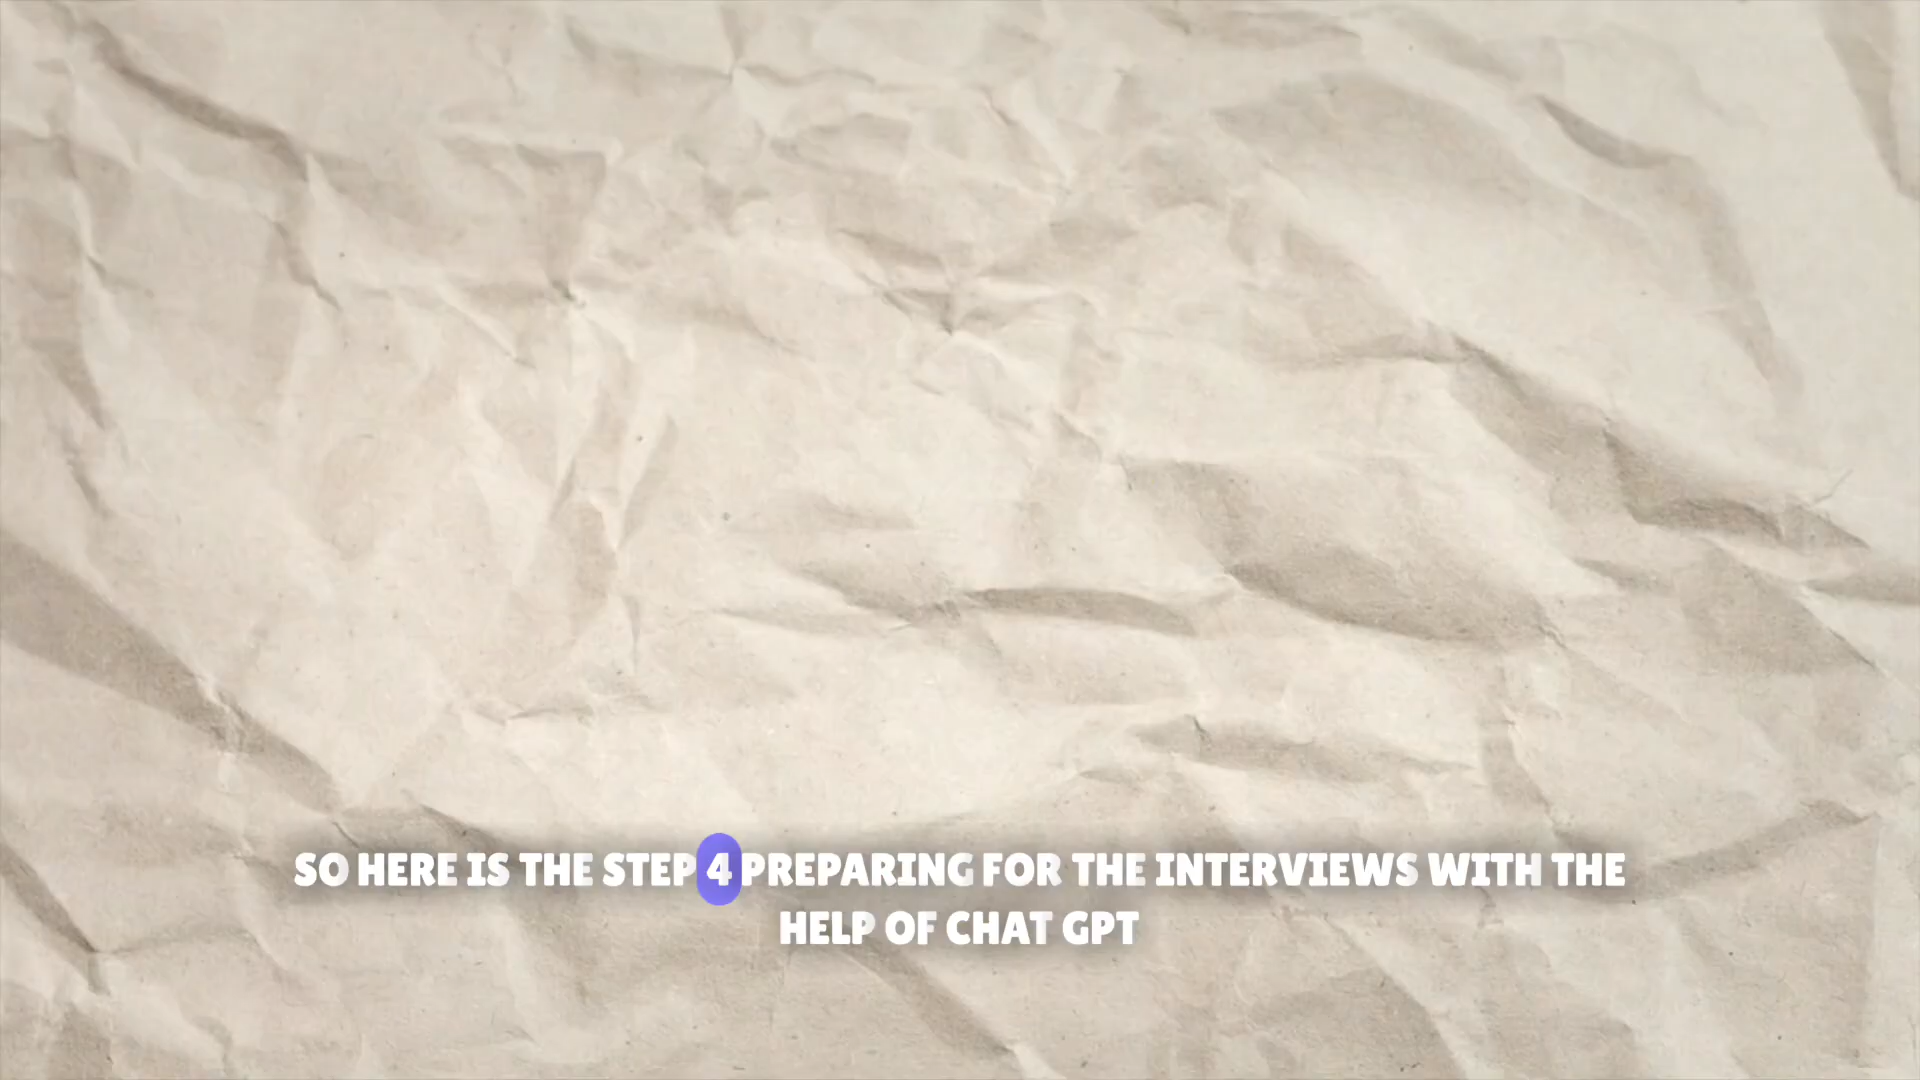 SO HERE IS THE STEP 4 PREPARING FOR THE INTERVIEWS WITH THE
HELP OF CHAT GPT